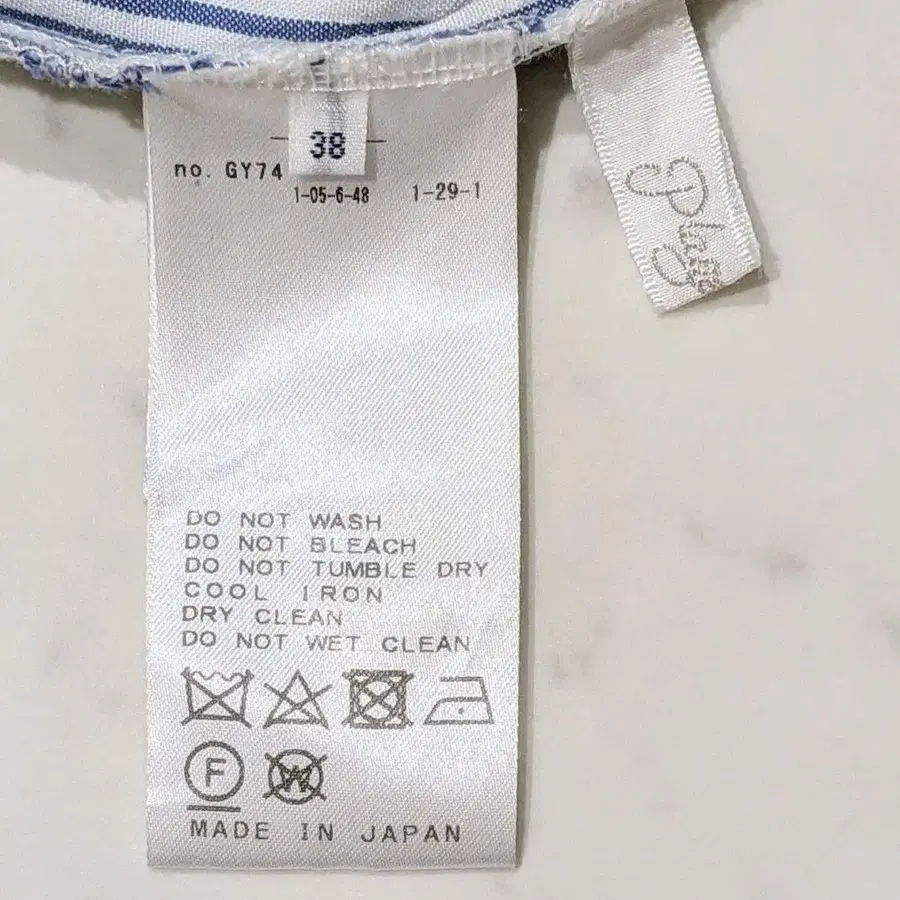 38
no. GY74
1-05-6-48 1-29-1
DO NOT WASH
DO NOT BLEACH
DO NOT TUMBLE DRY
COOL IRON
DRY CLEAN
DO NOT WET CLEAN
F
W
MADE IN JAPAN